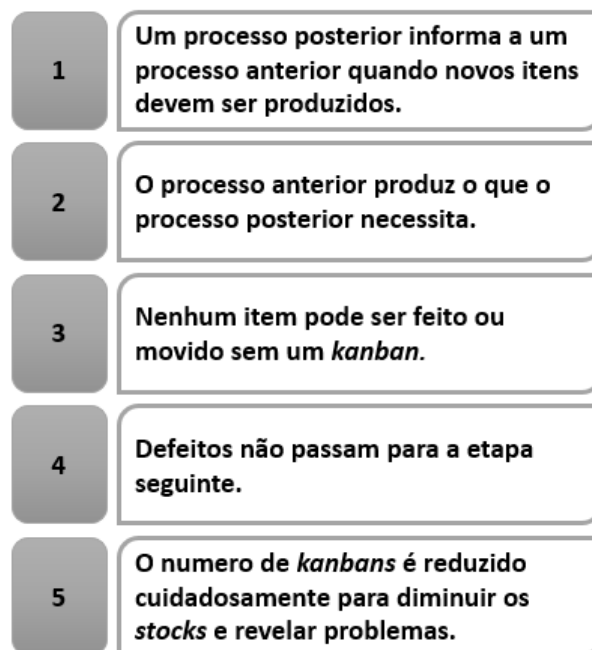 1
Um processo posterior informa a um
processo anterior quando novos itens
devem ser produzidos.
2
O processo anterior produz o que o
processo posterior necessita.
3
Nenhum item pode ser feito ou
movido sem um kanban.
4
Defeitos não passam para a etapa
seguinte.
5
O numero de kanbans é reduzido
cuidadosamente para diminuir os
stocks e revelar problemas.